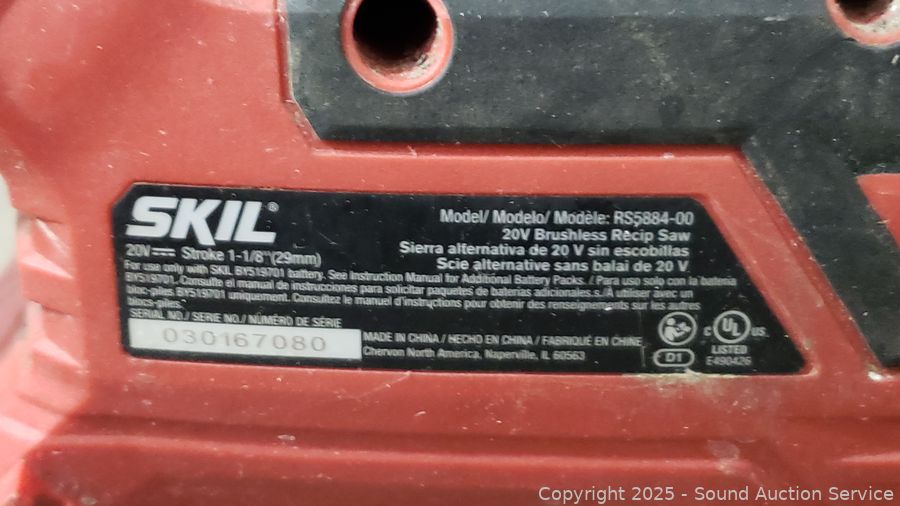 SKIL®
Model/ Modelo/ Modèle: RS5884-00
20V Brushless Recip Saw
20V⎓ Stroke 1-1/8"(29mm)
Sierra alternativa de 20 V sin escobillas
Scie alternative sans balai de 20 V
For use only with SKIL BY519701 battery. See Instruction Manual for Additional Battery Packs. / Para uso solo con la batería
BY519701. Consulte el manual de instrucciones para solicitar paquetes de baterías adicionales.s./À utiliser avec un
bloc-piles BY519701 uniquement. Consultez le manuel d'instructions pour obtenir des renseignements sur les autres
blocs-piles.
SERIAL NO./ SERIE NO./ NÚMERO DE SÉRIE
030167080
MADE IN CHINA / HECHO EN CHINA / FABRIQUÉ EN CHINE
Chervon North America, Naperville, IL 60563
D1
C UL US
LISTED
E490426
Copyright 2025 - Sound Auction Service